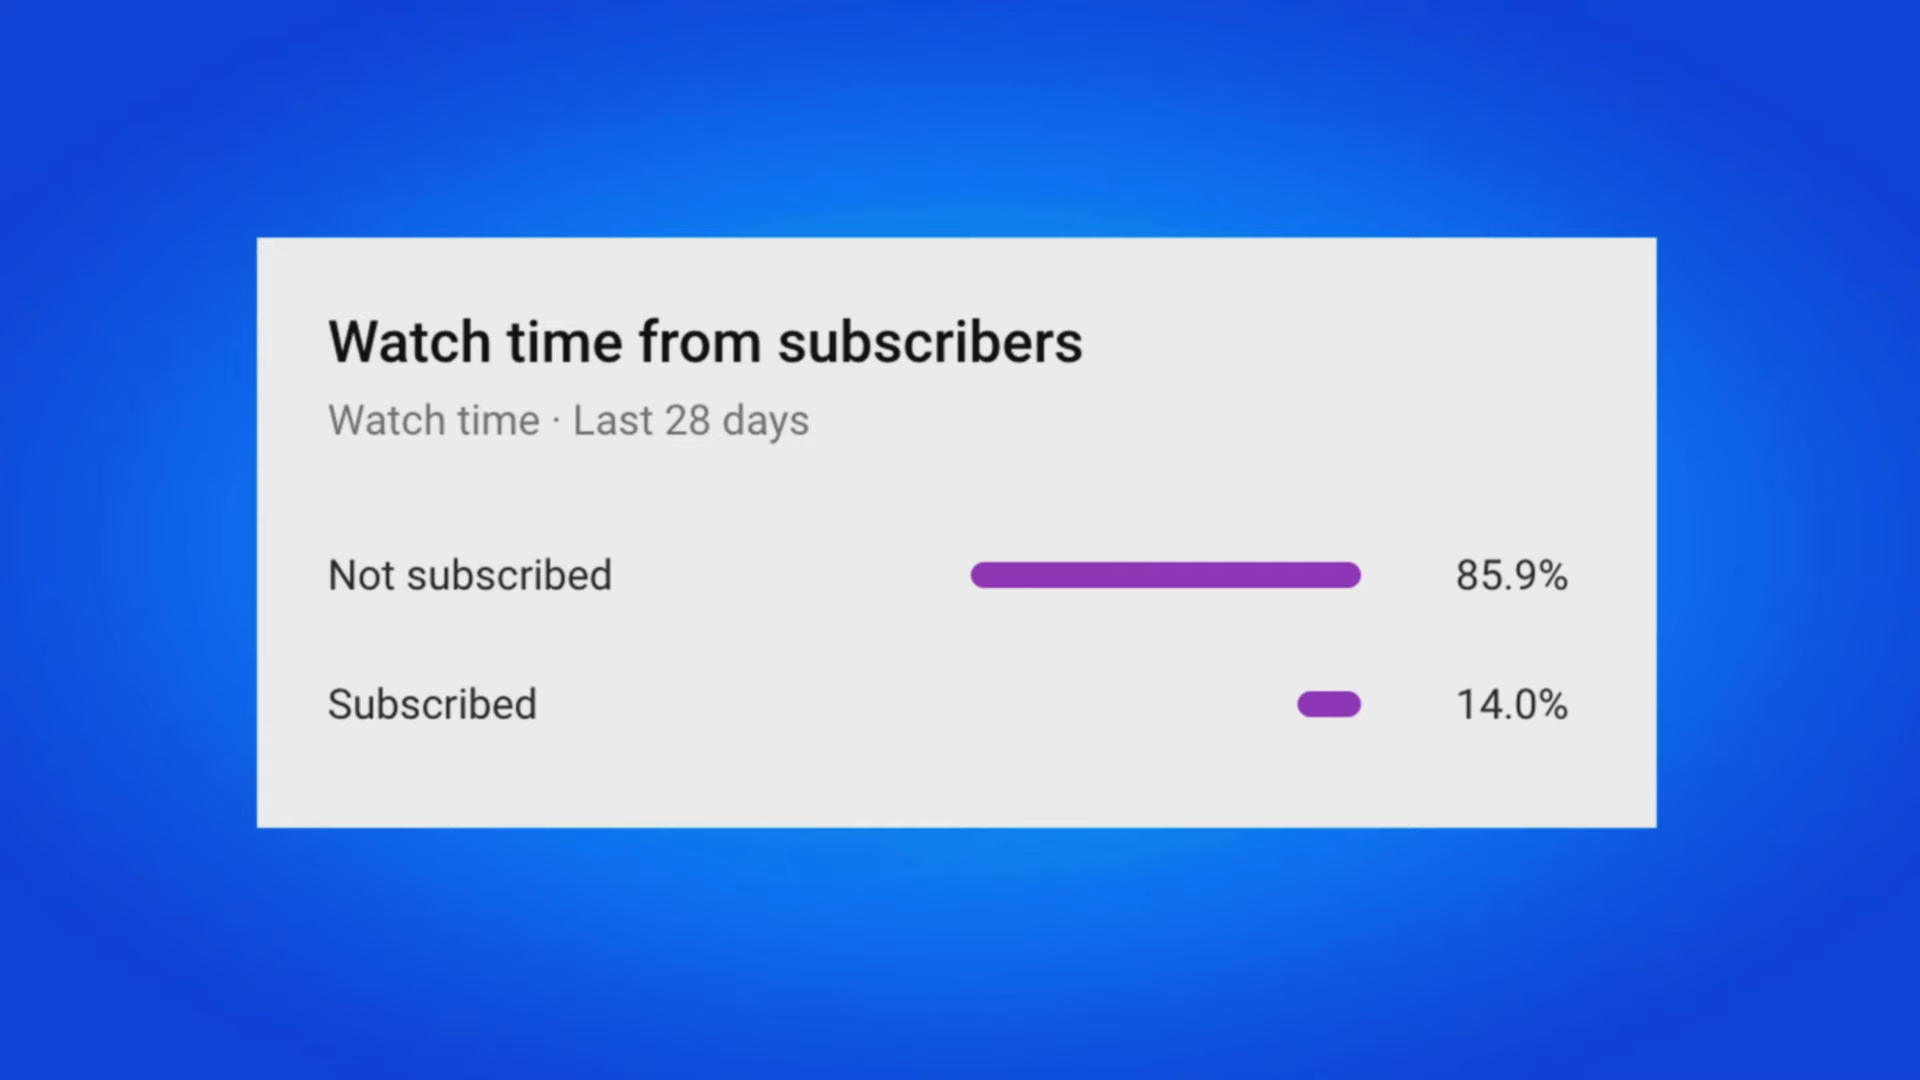 Watch time from subscribers
Watch time · Last 28 days
Not subscribed 85.9%
Subscribed 14.0%